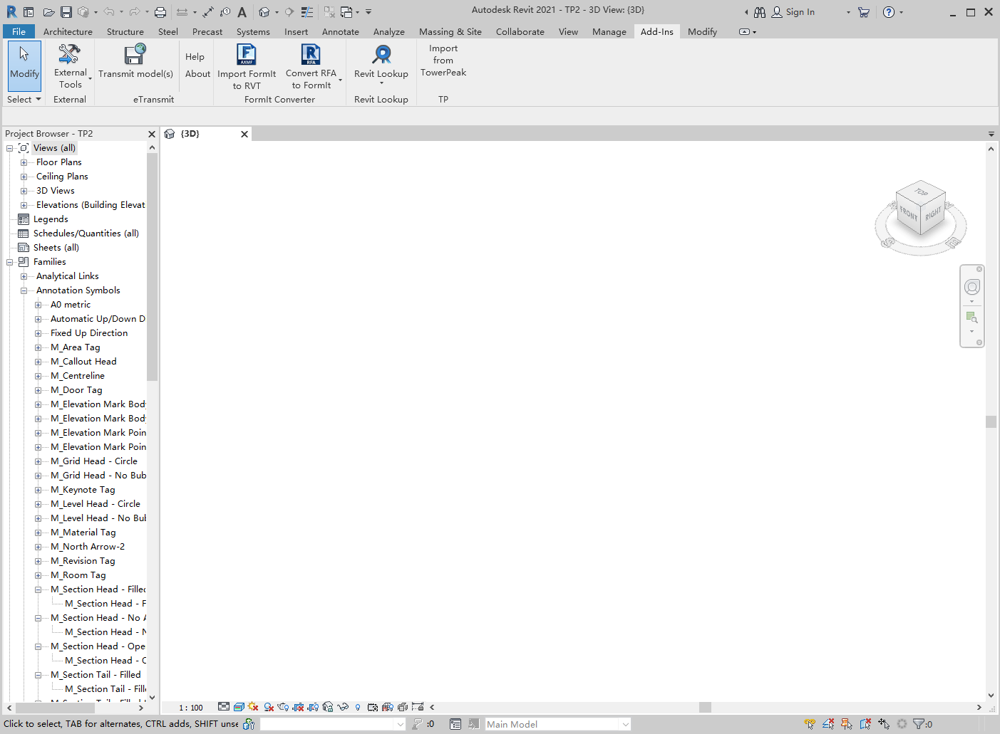 Autodesk Revit 2021 - TP2 - 3D View: {3D}
Sign In
File Architecture Structure Steel Precast Systems Insert Annotate Analyze Massing & Site Collaborate View Manage Add-Ins Modify
Modify
External Tools
Transmit model(s)
Help
About
AXMF
Import FormIt
to RVT
RFA
Convert RFA
to FormIt
Revit Lookup
Import
from
TowerPeak
Select External eTransmit FormIt Converter Revit Lookup TP
Project Browser - TP2
{3D}
Views (all)
Floor Plans
Ceiling Plans
3D Views
Elevations (Building Elevat
Legends
Schedules/Quantities (all)
Sheets (all)
Families
Analytical Links
Annotation Symbols
A0 metric
Automatic Up/Down D
Fixed Up Direction
M_Area Tag
M_Callout Head
M_Centreline
M_Door Tag
M_Elevation Mark Body
M_Elevation Mark Body
M_Elevation Mark Poin
M_Elevation Mark Poin
M_Grid Head - Circle
M_Grid Head - No Bub
M_Keynote Tag
M_Level Head - Circle
M_Level Head - No Bub
M_Material Tag
M_North Arrow-2
M_Revision Tag
M_Room Tag
M_Section Head - Filled
M_Section Head - F
M_Section Head - No A
M_Section Head - N
M_Section Head - Ope
M_Section Head - O
M_Section Tail - Filled
M_Section Tail - Fille
TOP
FRONT
RIGHT
S
E
1 : 100
Click to select, TAB for alternates, CTRL adds, SHIFT unse
:0
Main Model
:0